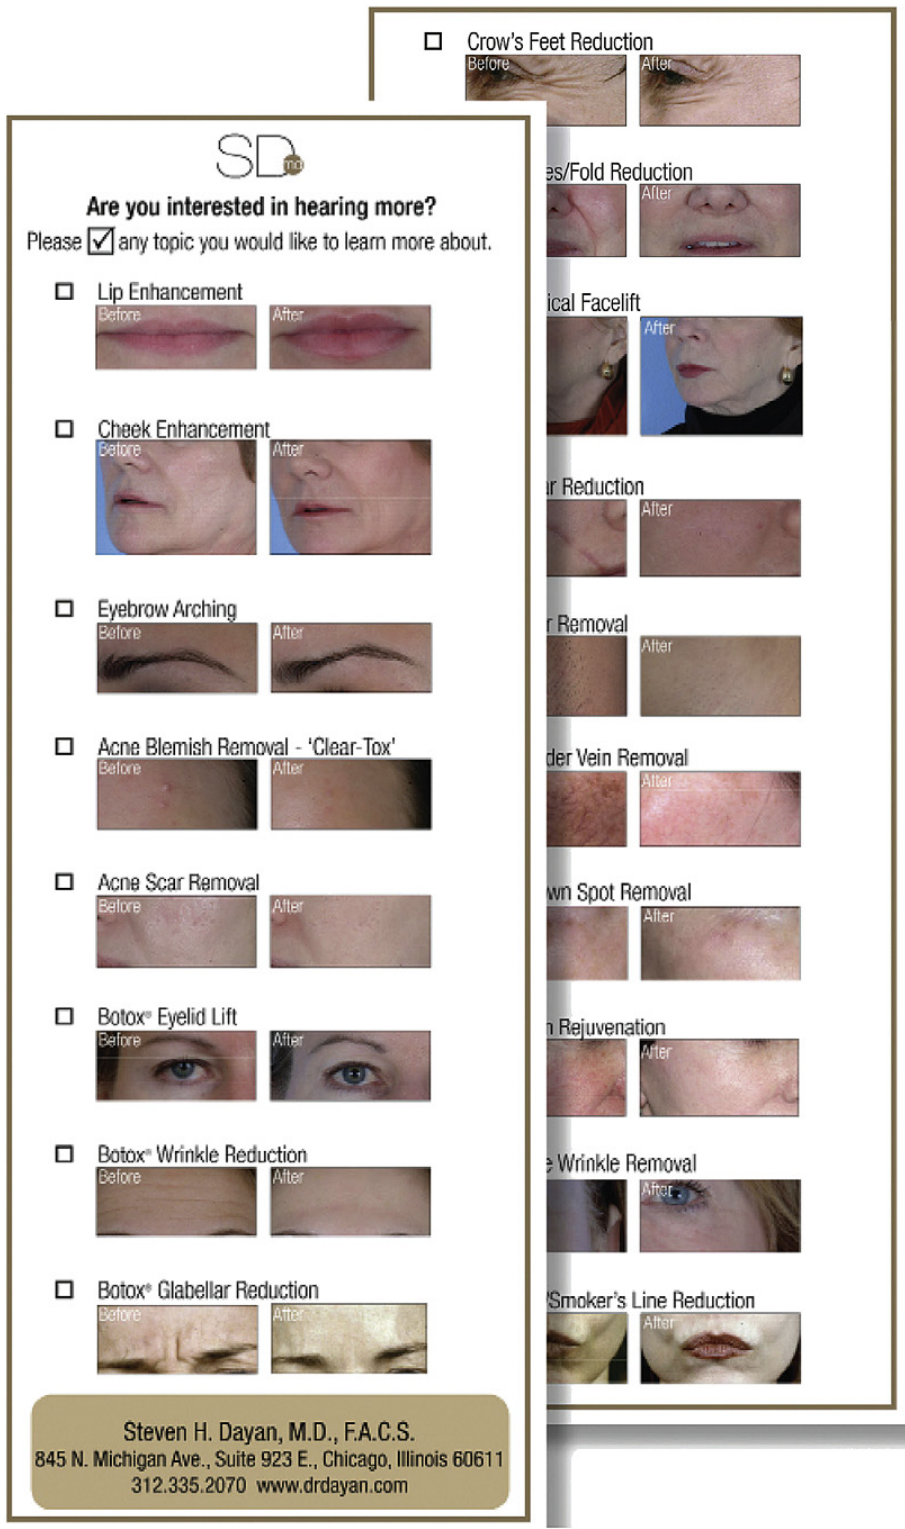 SD md
Are you interested in hearing more?
Please any topic you would like to learn more about.
Lip Enhancement
Before After
Cheek Enhancement
Before After
Eyebrow Arching
Before After
Acne Blemish Removal - ‘Clear-Tox’
Before After
Acne Scar Removal
Before After
Botox® Eyelid Lift
Before After
Botox® Wrinkle Reduction
Before After
Botox® Glabellar Reduction
Before After
Steven H. Dayan, M.D., F.A.C.S.
845 N. Michigan Ave., Suite 923 E., Chicago, Illinois 60611
312.335.2070 www.drdayan.com
Crow’s Feet Reduction
Before After
es/Fold Reduction
After
ical Facelift
After
ar Reduction
After
r Removal
After
der Vein Removal
After
wn Spot Removal
After
n Rejuvenation
After
e Wrinkle Removal
After
/Smoker’s Line Reduction
After